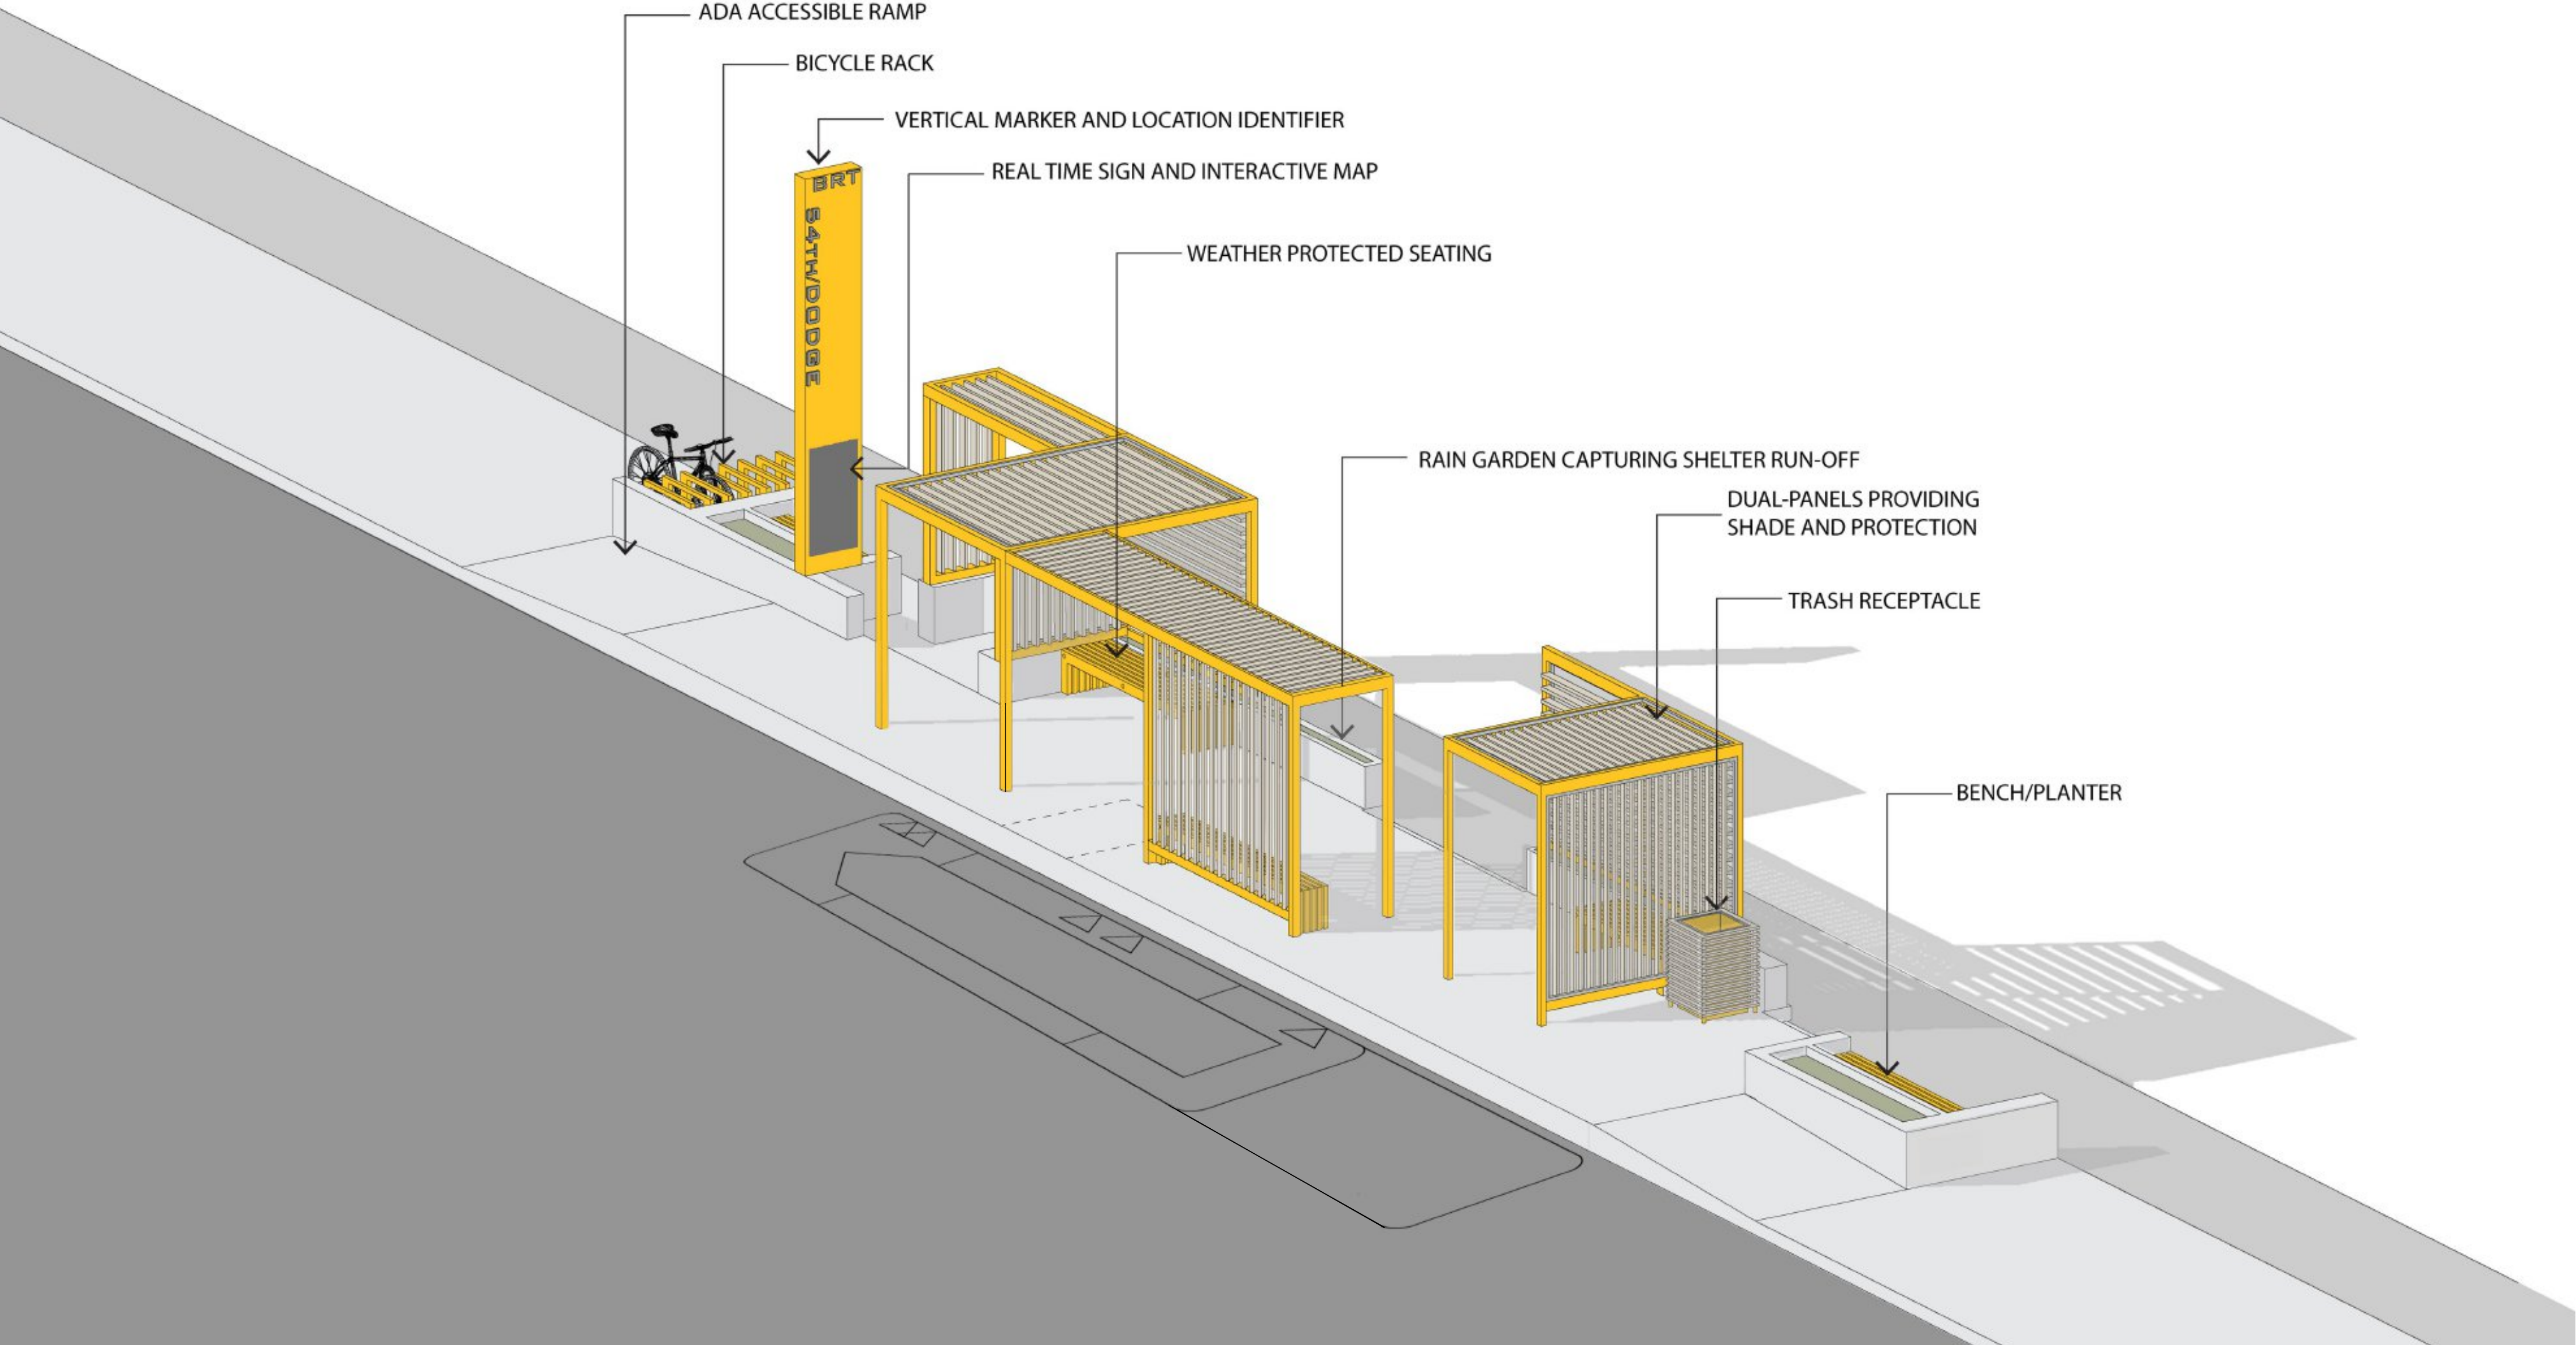 ADA ACCESSIBLE RAMP
BICYCLE RACK
VERTICAL MARKER AND LOCATION IDENTIFIER
REAL TIME SIGN AND INTERACTIVE MAP
BRT
54TH/DODGE
WEATHER PROTECTED SEATING
RAIN GARDEN CAPTURING SHELTER RUN-OFF
DUAL-PANELS PROVIDING
SHADE AND PROTECTION
TRASH RECEPTACLE
BENCH/PLANTER